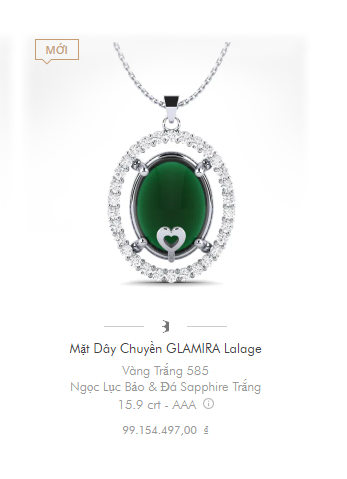 MỚI
Mặt Dây Chuyền GLAMIRA Lalage
Vàng Trắng 585
Ngọc Lục Bảo & Đá Sapphire Trắng
15.9 crt - AAA
99.154.497,00 ₫